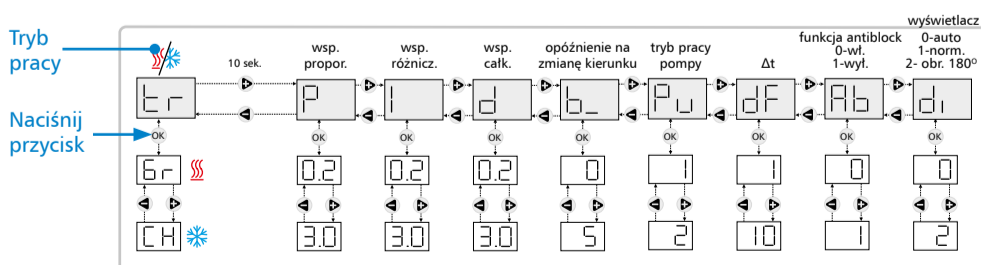 wyświetlacz
Tryb
pracy
wsp.
propor.
wsp.
różnicz.
wsp.
całk.
opóźnienie na
zmianę kierunku
tryb pracy
pompy
Δt
funkcja antiblock
0-wł.
1-wył.
0-auto
1-norm.
2- obr. 180º
10 sek.
tr
P
I
d
b_
Pu
dF
Ab
di
Naciśnij
przycisk
OK OK OK OK OK OK OK OK OK
Gr 0.2 0.2 0.2 0 1 1 0 0
CH 3.0 3.0 3.0 5 2 10 1 2